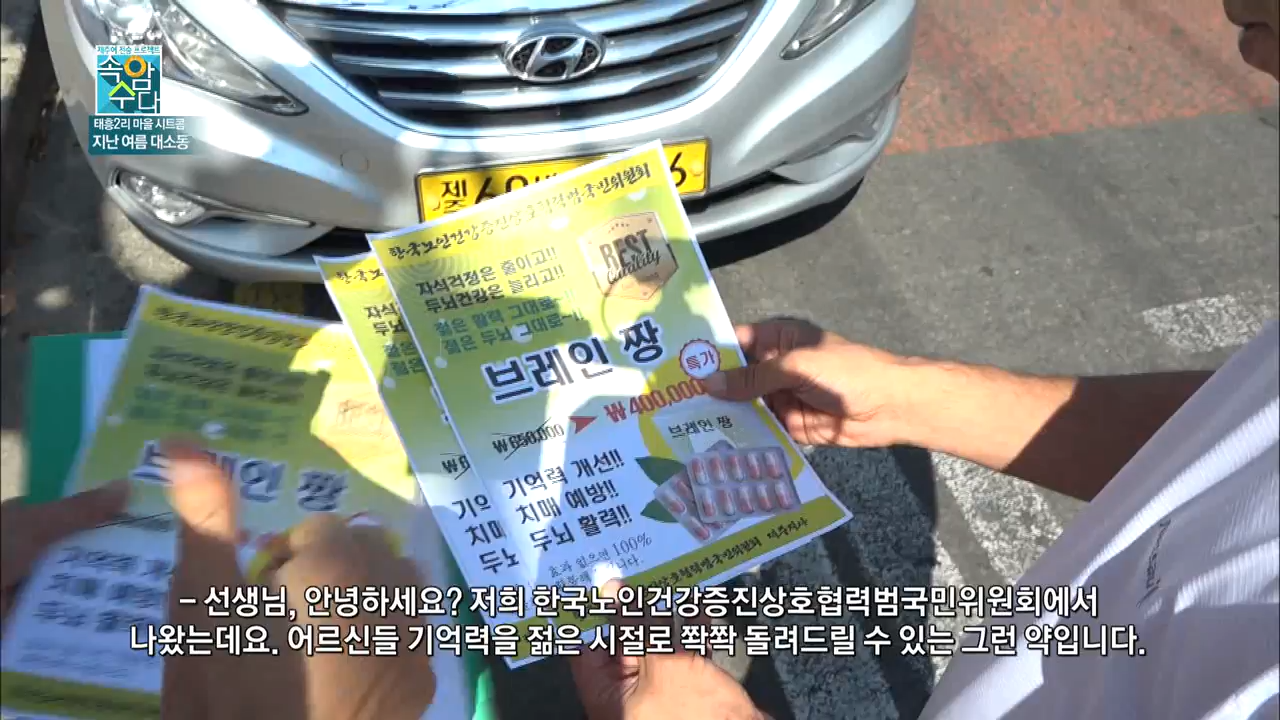 제주어 전승 프로젝트
속암
수다
태흥2리 마을 시트콤
지난 여름 대소동
제주
6
한국노인건강증진상호협력범국민위원회
자식걱정은 줄이고!!
두뇌건강은 늘리고!!
젊은 활력 그대로~!!
젊은 두뇌 그대로~!!
BEST
브레인 짱
특가
₩650,000
₩400,000
브레인 짱
기억력 개선!!
치매 예방!!
두뇌 활력!!
효과 없으면 100%
브레인 짱
– 선생님, 안녕하세요? 저희 한국노인건강증진상호협력범국민위원회에서
나왔는데요. 어르신들 기억력을 젊은 시절로 쫙쫙 돌려드릴 수 있는 그런 약입니다.